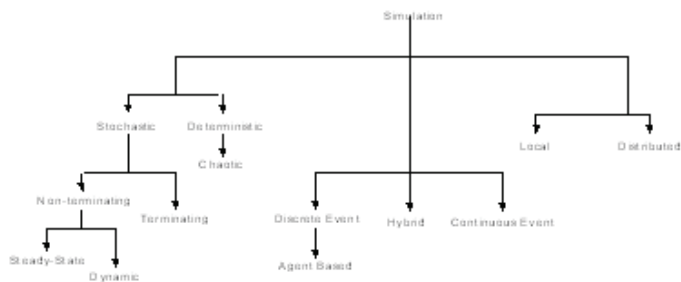 Simulation
Stochastic
Deterministic
Local
Distributed
Chaotic
Non-terminating
Terminating
Discrete Event
Hybrid
Continuous Event
Steady-State
Dynamic
Agent Based